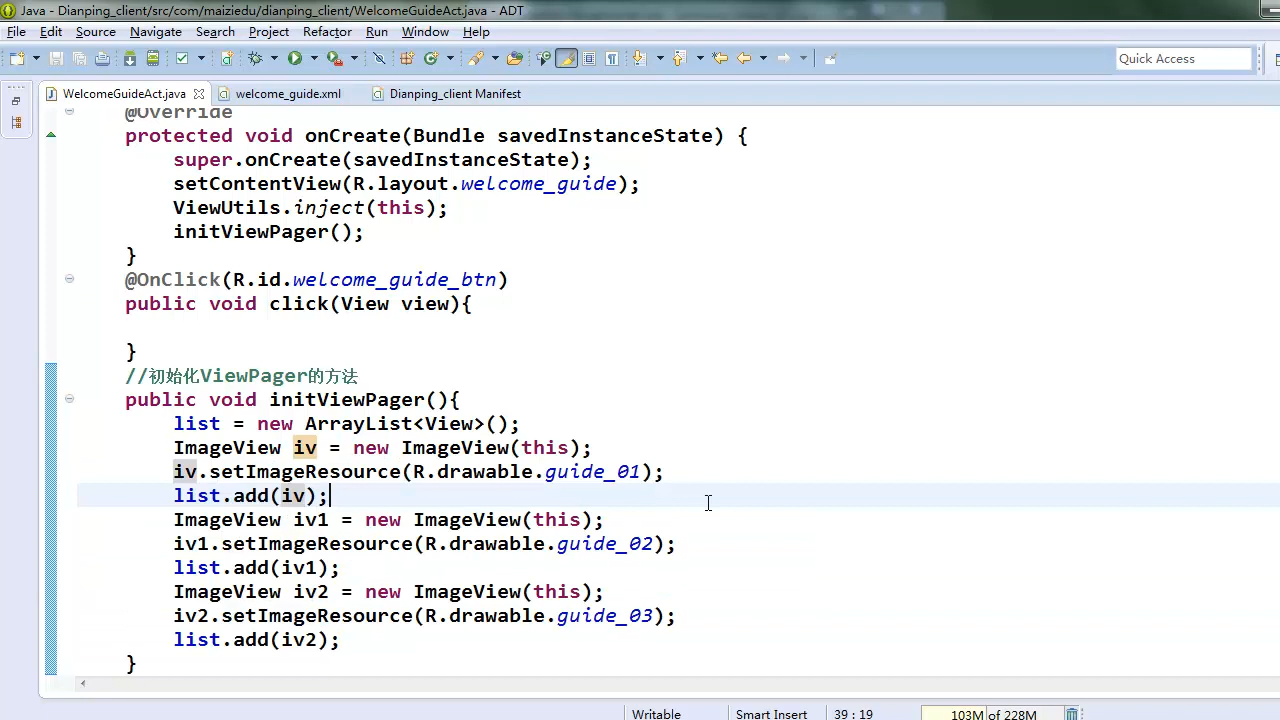 Java - Dianping_client/src/com/maiziedu/dianping_client/WelcomeGuideAct.java - ADT
File Edit Source Navigate Search Project Refactor Run Window Help
Quick Access
WelcomeGuideAct.java welcome_guide.xml Dianping_client Manifest
@Override
protected void onCreate(Bundle savedInstanceState) {
super.onCreate(savedInstanceState);
setContentView(R.layout.welcome_guide);
ViewUtils.inject(this);
initViewPager();
}
@OnClick(R.id.welcome_guide_btn)
public void click(View view){
}
//初始化ViewPager的方法
public void initViewPager(){
list = new ArrayList<View>();
ImageView iv = new ImageView(this);
iv.setImageResource(R.drawable.guide_01);
list.add(iv);
ImageView iv1 = new ImageView(this);
iv1.setImageResource(R.drawable.guide_02);
list.add(iv1);
ImageView iv2 = new ImageView(this);
iv2.setImageResource(R.drawable.guide_03);
list.add(iv2);
}
Writable Smart Insert 39 : 19 103M of 228M